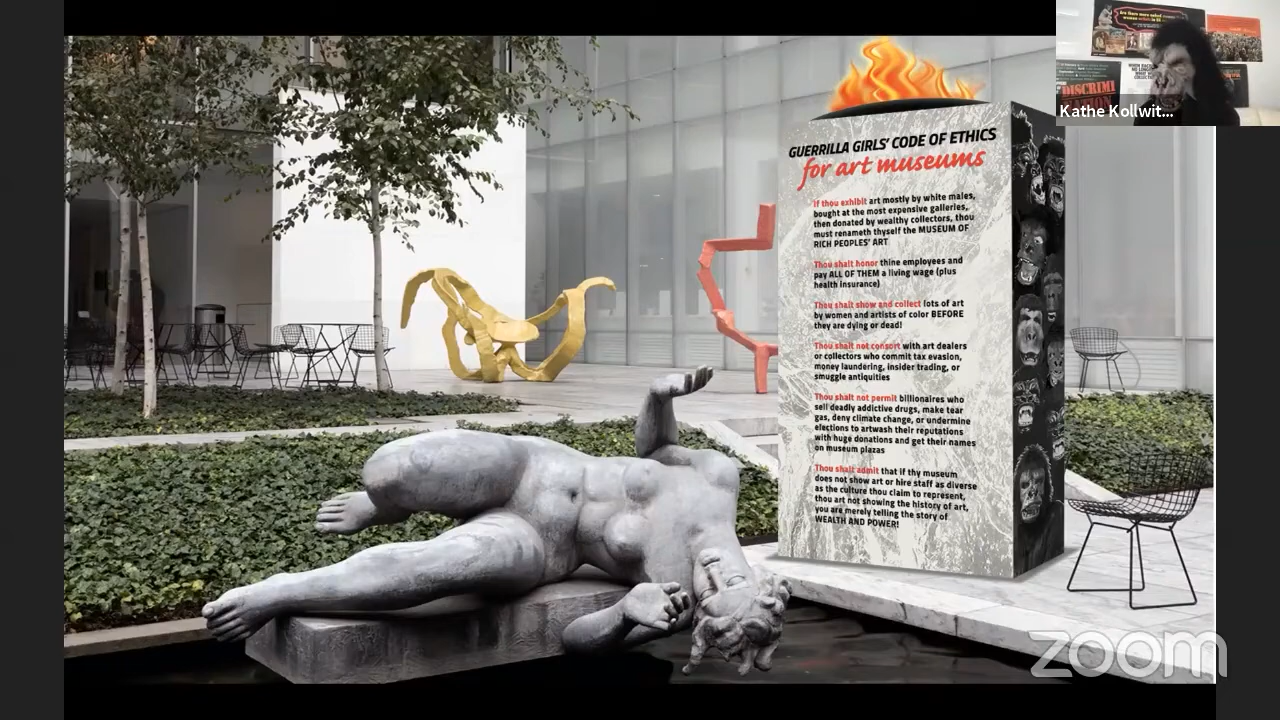 GUERRILLA GIRLS' CODE OF ETHICS
for art museums
If thou exhibit art mostly by white males,
bought at the most expensive galleries,
then donated by wealthy collectors, thou
must renameth thyself the MUSEUM OF
RICH PEOPLES' ART
Thou shalt honor thine employees and
pay ALL OF THEM a living wage (plus
health insurance)
Thou shalt show and collect lots of art
by women and artists of color BEFORE
they are dying or dead!
Thou shalt not consort with art dealers
or collectors who commit tax evasion,
money laundering, insider trading, or
smuggle antiquities
Thou shalt not permit billionaires who
sell deadly addictive drugs, make tear
gas, deny climate change, or undermine
elections to artwash their reputations
with huge donations and get their names
on museum plazas
Thou shalt admit that if thy museum
does not show art or hire staff as diverse
as the culture thou claim to represent,
thou art not showing the history of art,
you are merely telling the story of
WEALTH AND POWER!
DISCRIMI
NATION
Kathe Kollwit...
zoom